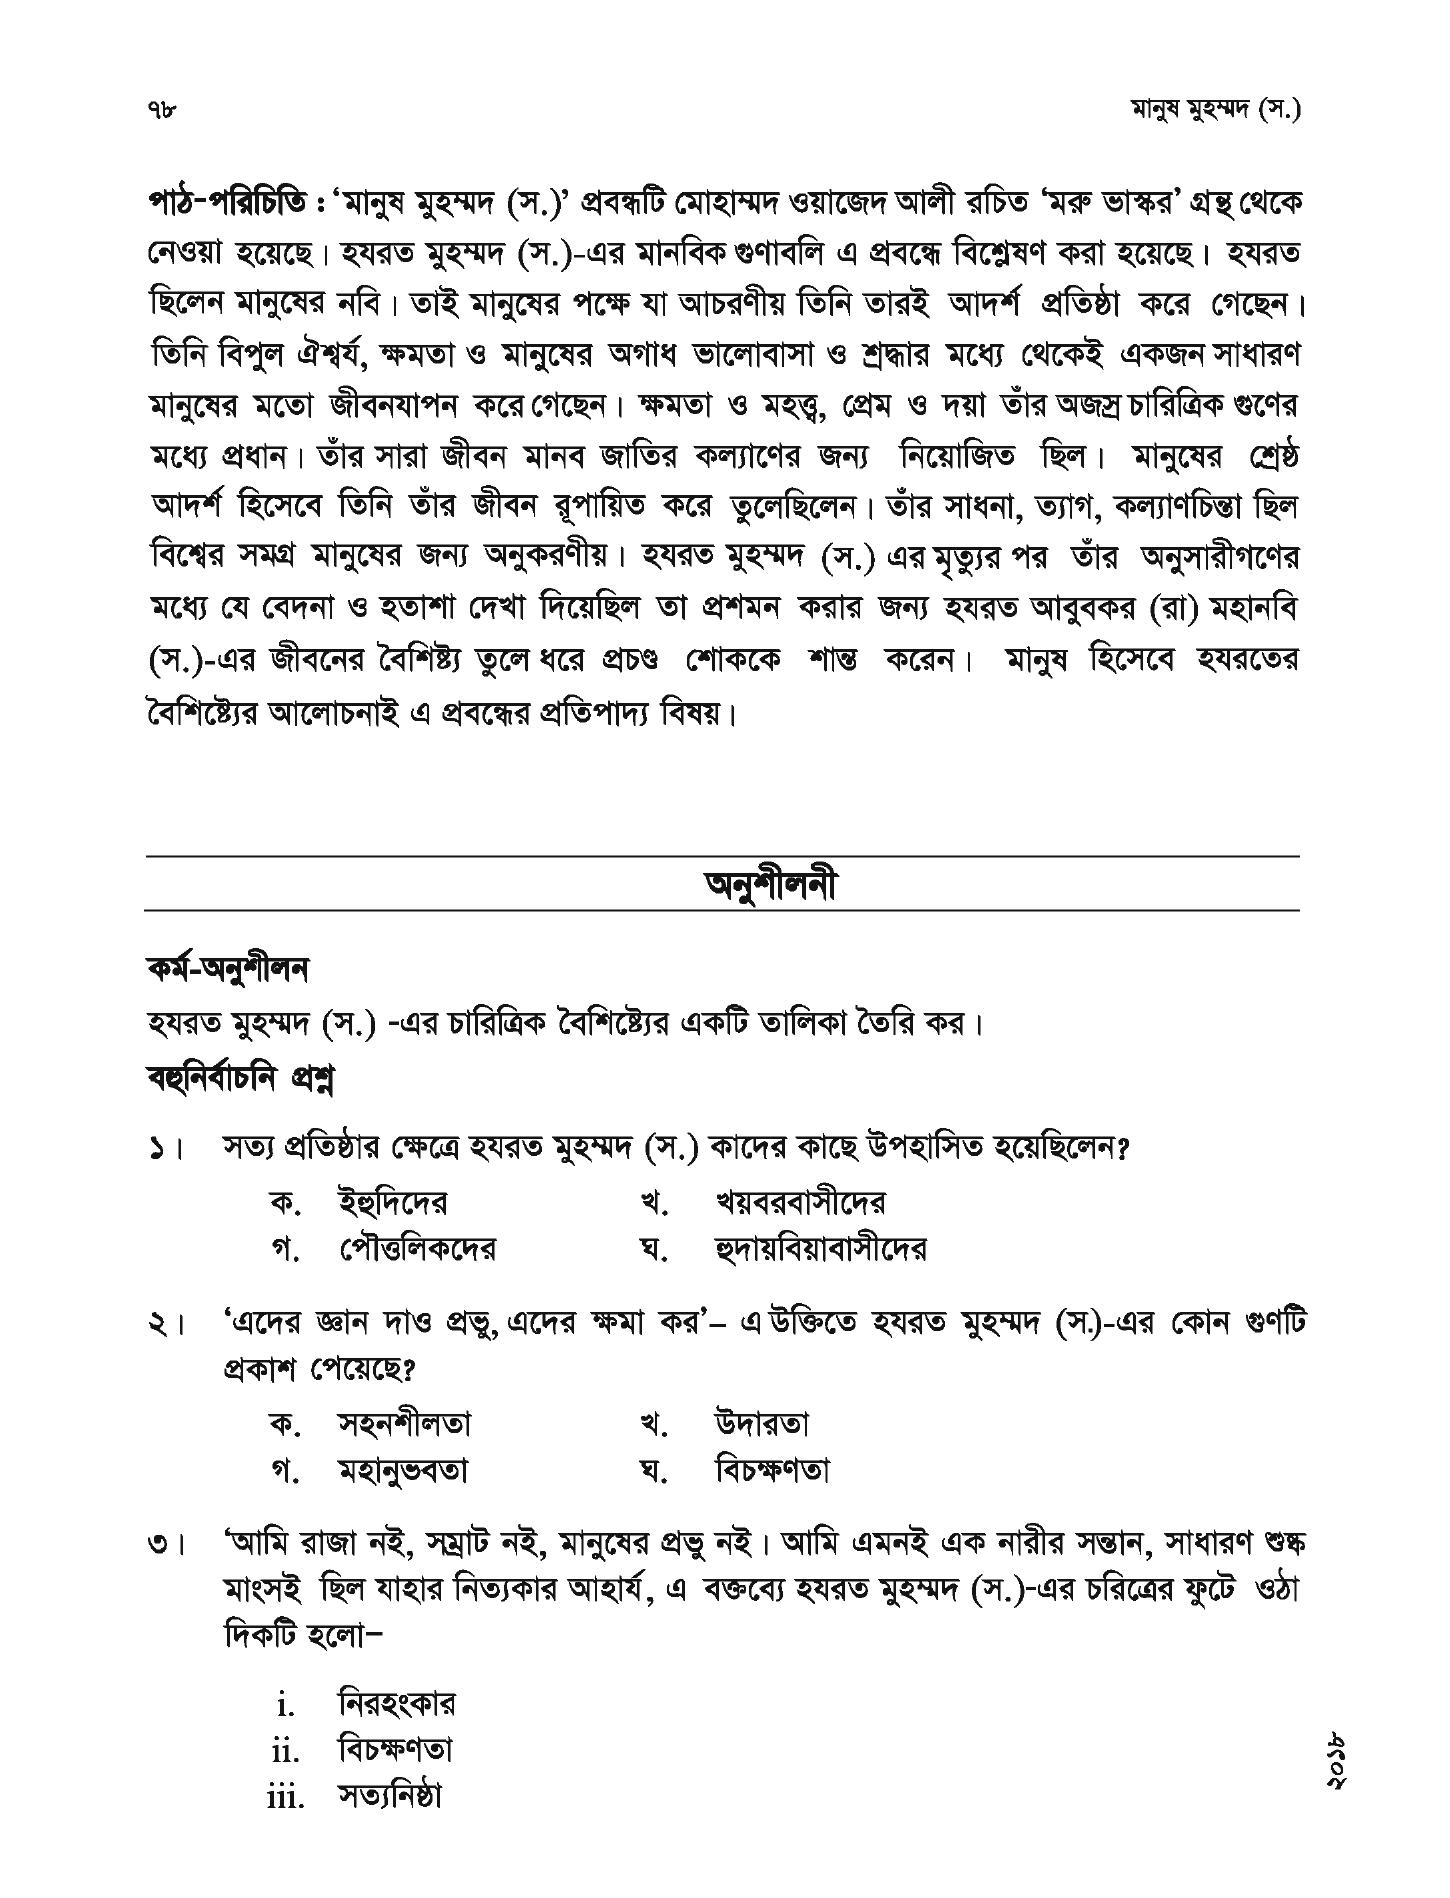 ৭৮ মানুষ মুহম্মদ (স.)
পাঠ-পরিচিতি : ‘মানুষ মুহম্মদ (স.)’ প্রবন্ধটি মোহাম্মদ ওয়াজেদ আলী রচিত ‘মরু ভাস্কর’ গ্রন্থ থেকে
নেওয়া হয়েছে। হযরত মুহম্মদ (স.)-এর মানবিক গুণাবলি এ প্রবন্ধে বিশ্লেষণ করা হয়েছে। হযরত
ছিলেন মানুষের নবি। তাই মানুষের পক্ষে যা আচরণীয় তিনি তারই আদর্শ প্রতিষ্ঠা করে গেছেন।
তিনি বিপুল ঐশ্বর্য, ক্ষমতা ও মানুষের অগাধ ভালোবাসা ও শ্রদ্ধার মধ্যে থেকেই একজন সাধারণ
মানুষের মতো জীবনযাপন করে গেছেন। ক্ষমতা ও মহত্ত্ব, প্রেম ও দয়া তাঁর অজস্র চারিত্রিক গুণের
মধ্যে প্রধান। তাঁর সারা জীবন মানব জাতির কল্যাণের জন্য নিয়োজিত ছিল। মানুষের শ্রেষ্ঠ
আদর্শ হিসেবে তিনি তাঁর জীবন রূপায়িত করে তুলেছিলেন। তাঁর সাধনা, ত্যাগ, কল্যাণচিন্তা ছিল
বিশ্বের সমগ্র মানুষের জন্য অনুকরণীয়। হযরত মুহম্মদ (স.) এর মৃত্যুর পর তাঁর অনুসারীগণের
মধ্যে যে বেদনা ও হতাশা দেখা দিয়েছিল তা প্রশমন করার জন্য হযরত আবুবকর (রা) মহানবি
(স.)-এর জীবনের বৈশিষ্ট্য তুলে ধরে প্রচণ্ড শোককে শান্ত করেন। মানুষ হিসেবে হযরতের
বৈশিষ্ট্যের আলোচনাই এ প্রবন্ধের প্রতিপাদ্য বিষয়।
অনুশীলনী
কর্ম-অনুশীলন
হযরত মুহম্মদ (স.) -এর চারিত্রিক বৈশিষ্ট্যের একটি তালিকা তৈরি কর।
বহুনির্বাচনি প্রশ্ন
১। সত্য প্রতিষ্ঠার ক্ষেত্রে হযরত মুহম্মদ (স.) কাদের কাছে উপহাসিত হয়েছিলেন?
ক. ইহুদিদের খ. খয়বরবাসীদের
গ. পৌত্তলিকদের ঘ. হুদায়বিয়াবাসীদের
২। ‘এদের জ্ঞান দাও প্রভু, এদের ক্ষমা কর’– এ উক্তিতে হযরত মুহম্মদ (স.)-এর কোন গুণটি
প্রকাশ পেয়েছে?
ক. সহনশীলতা খ. উদারতা
গ. মহানুভবতা ঘ. বিচক্ষণতা
৩। ‘আমি রাজা নই, সম্রাট নই, মানুষের প্রভু নই। আমি এমনই এক নারীর সন্তান, সাধারণ শুষ্ক
মাংসই ছিল যাহার নিত্যকার আহার্য, এ বক্তব্যে হযরত মুহম্মদ (স.)-এর চরিত্রের ফুটে ওঠা
দিকটি হলো–
i. নিরহংকার
ii. বিচক্ষণতা
iii. সত্যনিষ্ঠা
২০১৮